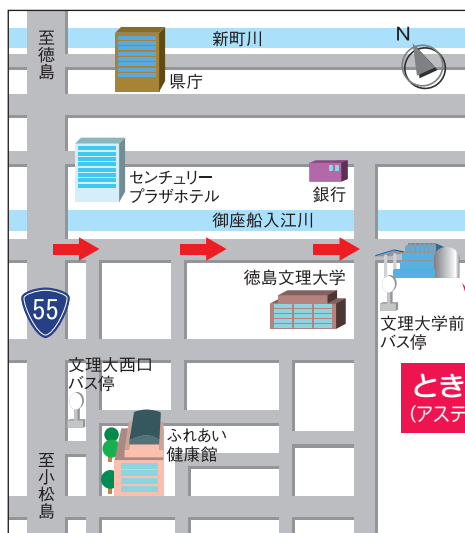 至徳島
新町川
N
県庁
センチュリー
プラザホテル
銀行
御座船入江川
徳島文理大学
55
文理大学前
バス停
文理大西口
バス停
とき
(アステ
ふれあい
健康館
至小松島